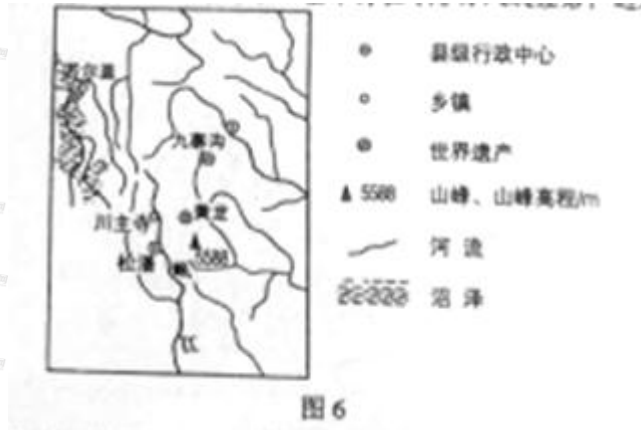 若尔盖
九寨沟
川主寺
黄龙
松潘
5588
岷
江
县级行政中心
乡镇
世界遗产
5588 山峰、山峰高程/m
河流
沼泽
图6